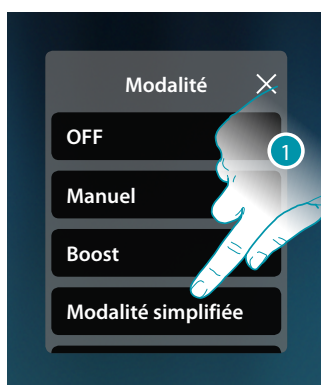 Modalité
OFF
1
Manuel
Boost
Modalité simplifiée